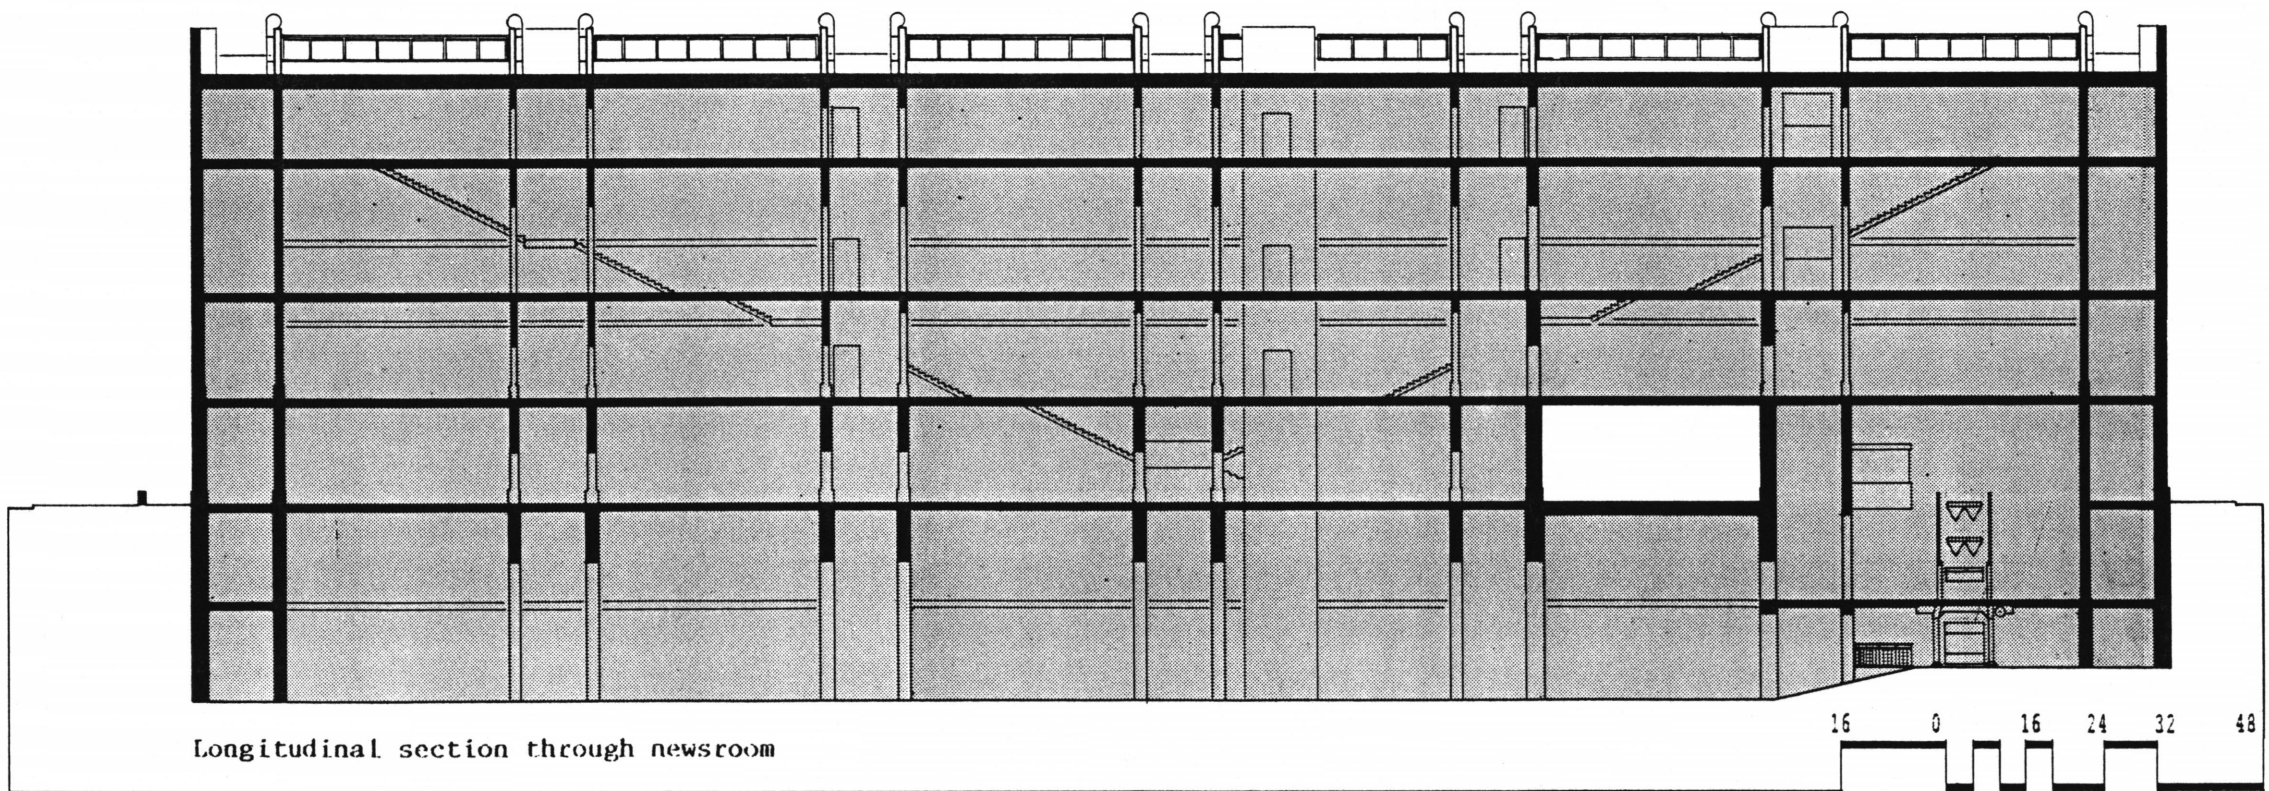 Longitudinal section through newsroom
16 0 16 24 32 48